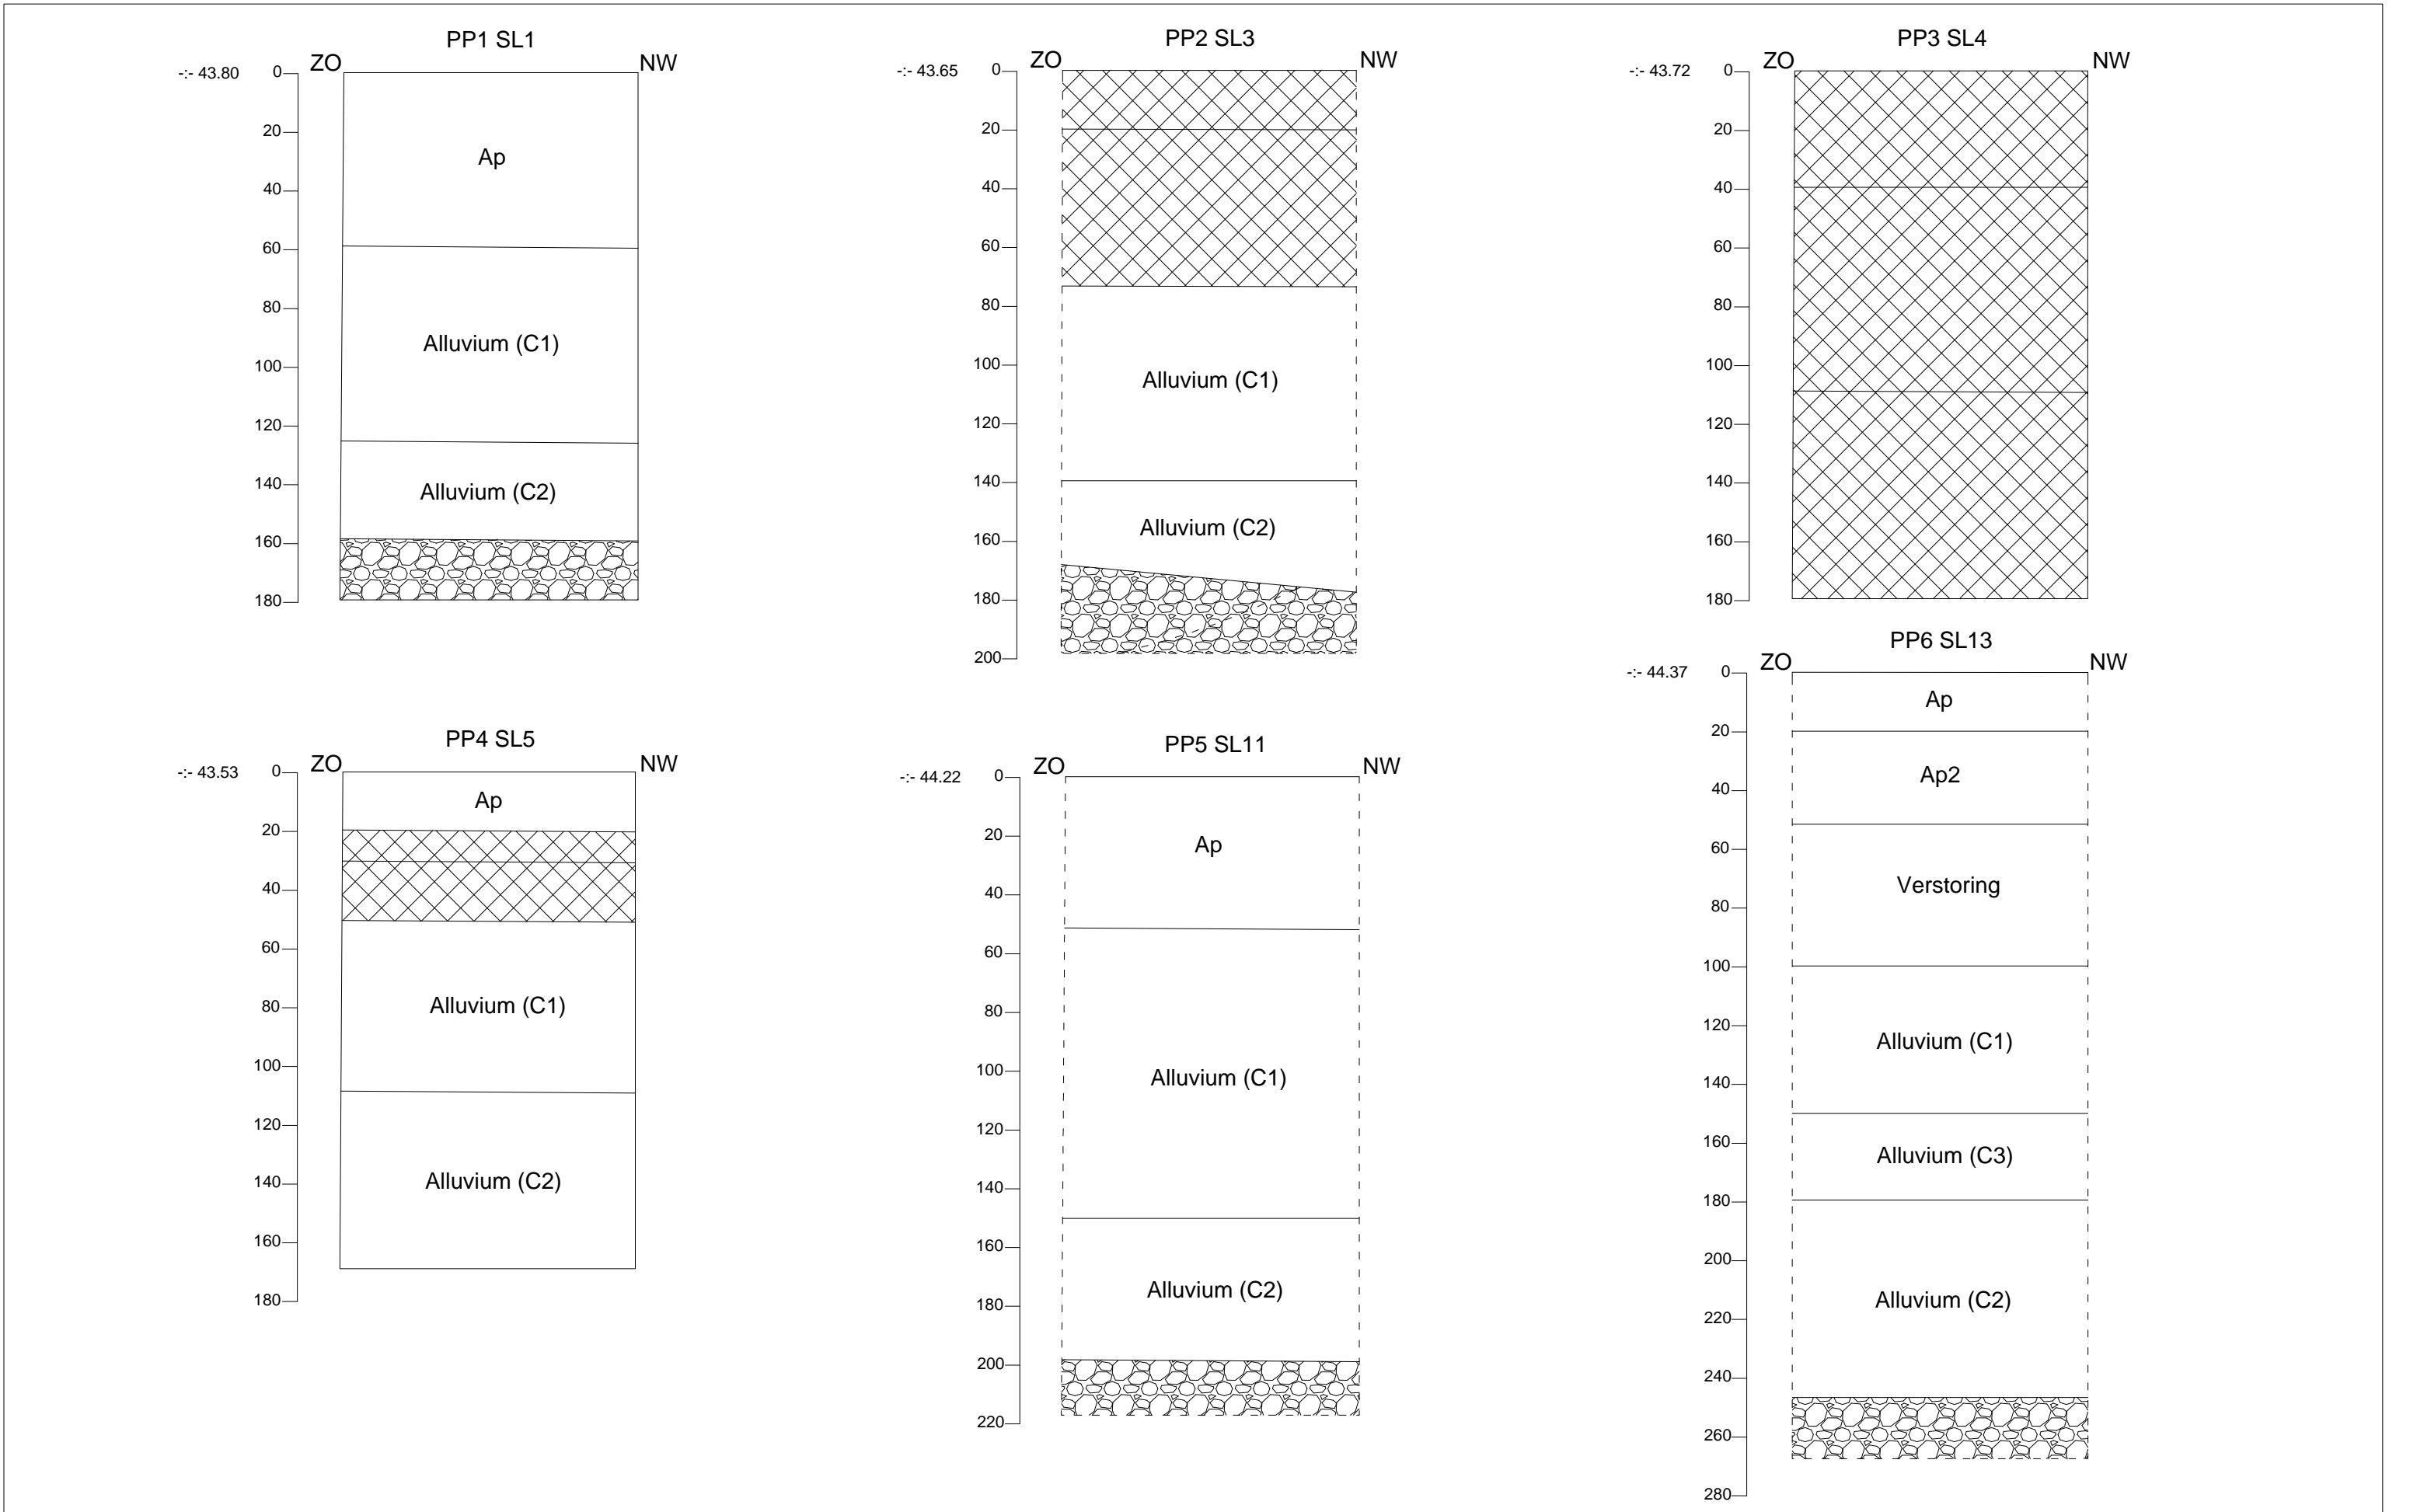 PP1 SL1
ZO NW
-:- 43.80
0
20
40
60
80
100
120
140
160
180
Ap
Alluvium (C1)
Alluvium (C2)
PP2 SL3
ZO NW
-:- 43.65
0
20
40
60
80
100
120
140
160
180
200
Alluvium (C1)
Alluvium (C2)
PP3 SL4
ZO NW
-:- 43.72
0
20
40
60
80
100
120
140
160
180
PP4 SL5
ZO NW
-:- 43.53
0
20
40
60
80
100
120
140
160
180
Ap
Alluvium (C1)
Alluvium (C2)
PP5 SL11
ZO NW
-:- 44.22
0
20
40
60
80
100
120
140
160
180
200
220
Ap
Alluvium (C1)
Alluvium (C2)
PP6 SL13
ZO NW
-:- 44.37
0
20
40
60
80
100
120
140
160
180
200
220
240
260
280
Ap
Ap2
Verstoring
Alluvium (C1)
Alluvium (C3)
Alluvium (C2)